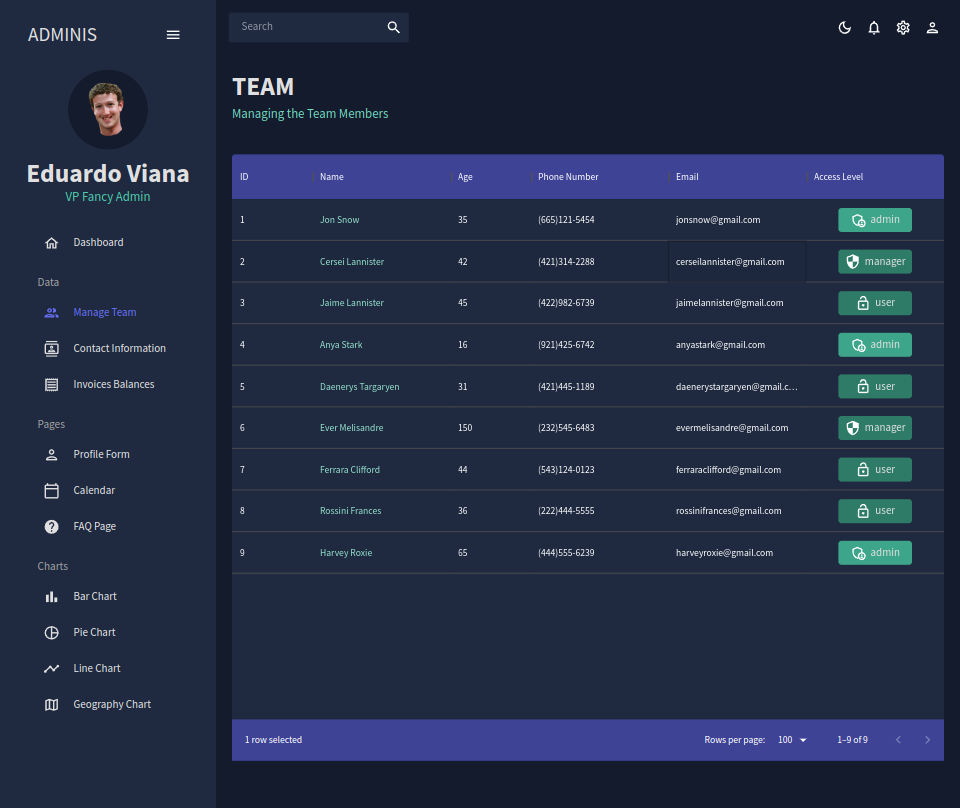 ADMINIS
Search
Eduardo Viana
VP Fancy Admin
Dashboard
Data
Manage Team
Contact Information
Invoices Balances
Pages
Profile Form
Calendar
FAQ Page
Charts
Bar Chart
Pie Chart
Line Chart
Geography Chart
TEAM
Managing the Team Members
ID Name Age Phone Number Email Access Level
1 Jon Snow 35 (665)121-5454 jonsnow@gmail.com admin
2 Cersei Lannister 42 (421)314-2288 cerseilannister@gmail.com manager
3 Jaime Lannister 45 (422)982-6739 jaimelannister@gmail.com user
4 Anya Stark 16 (921)425-6742 anyastark@gmail.com admin
5 Daenerys Targaryen 31 (421)445-1189 daenerystargaryen@gmail.c... user
6 Ever Melisandre 150 (232)545-6483 evermelisandre@gmail.com manager
7 Ferrara Clifford 44 (543)124-0123 ferraraclifford@gmail.com user
8 Rossini Frances 36 (222)444-5555 rossinifrances@gmail.com user
9 Harvey Roxie 65 (444)555-6239 harveyroxie@gmail.com admin
1 row selected Rows per page: 100 1–9 of 9